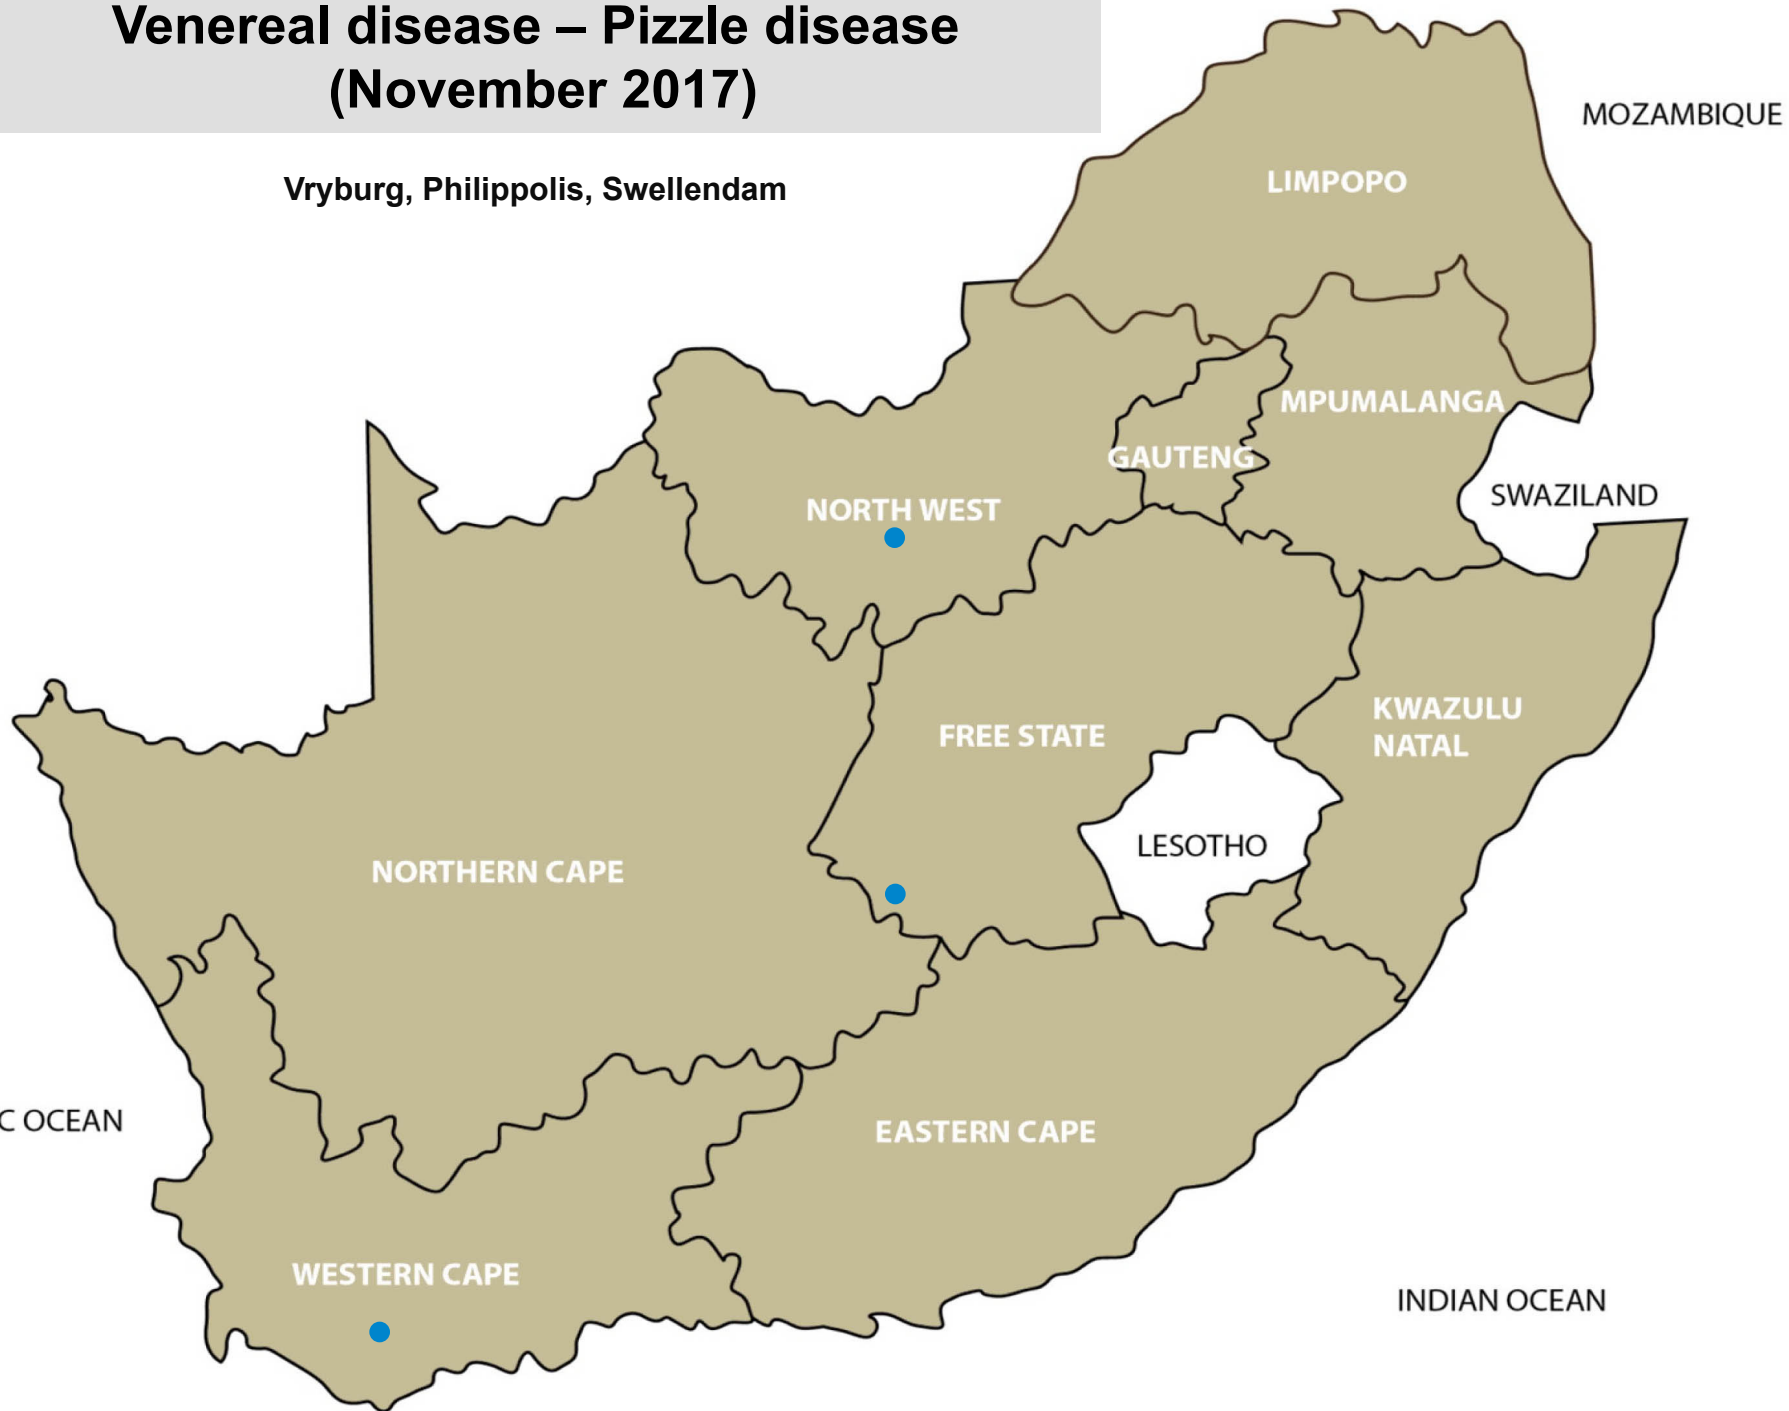 Venereal disease – Pizzle disease
(November 2017)
Vryburg, Philippolis, Swellendam
MOZAMBIQUE
LIMPOPO
MPUMALANGA
GAUTENG
NORTH WEST
SWAZILAND
KWAZULU
NATAL
FREE STATE
LESOTHO
NORTHERN CAPE
C OCEAN
EASTERN CAPE
WESTERN CAPE
INDIAN OCEAN